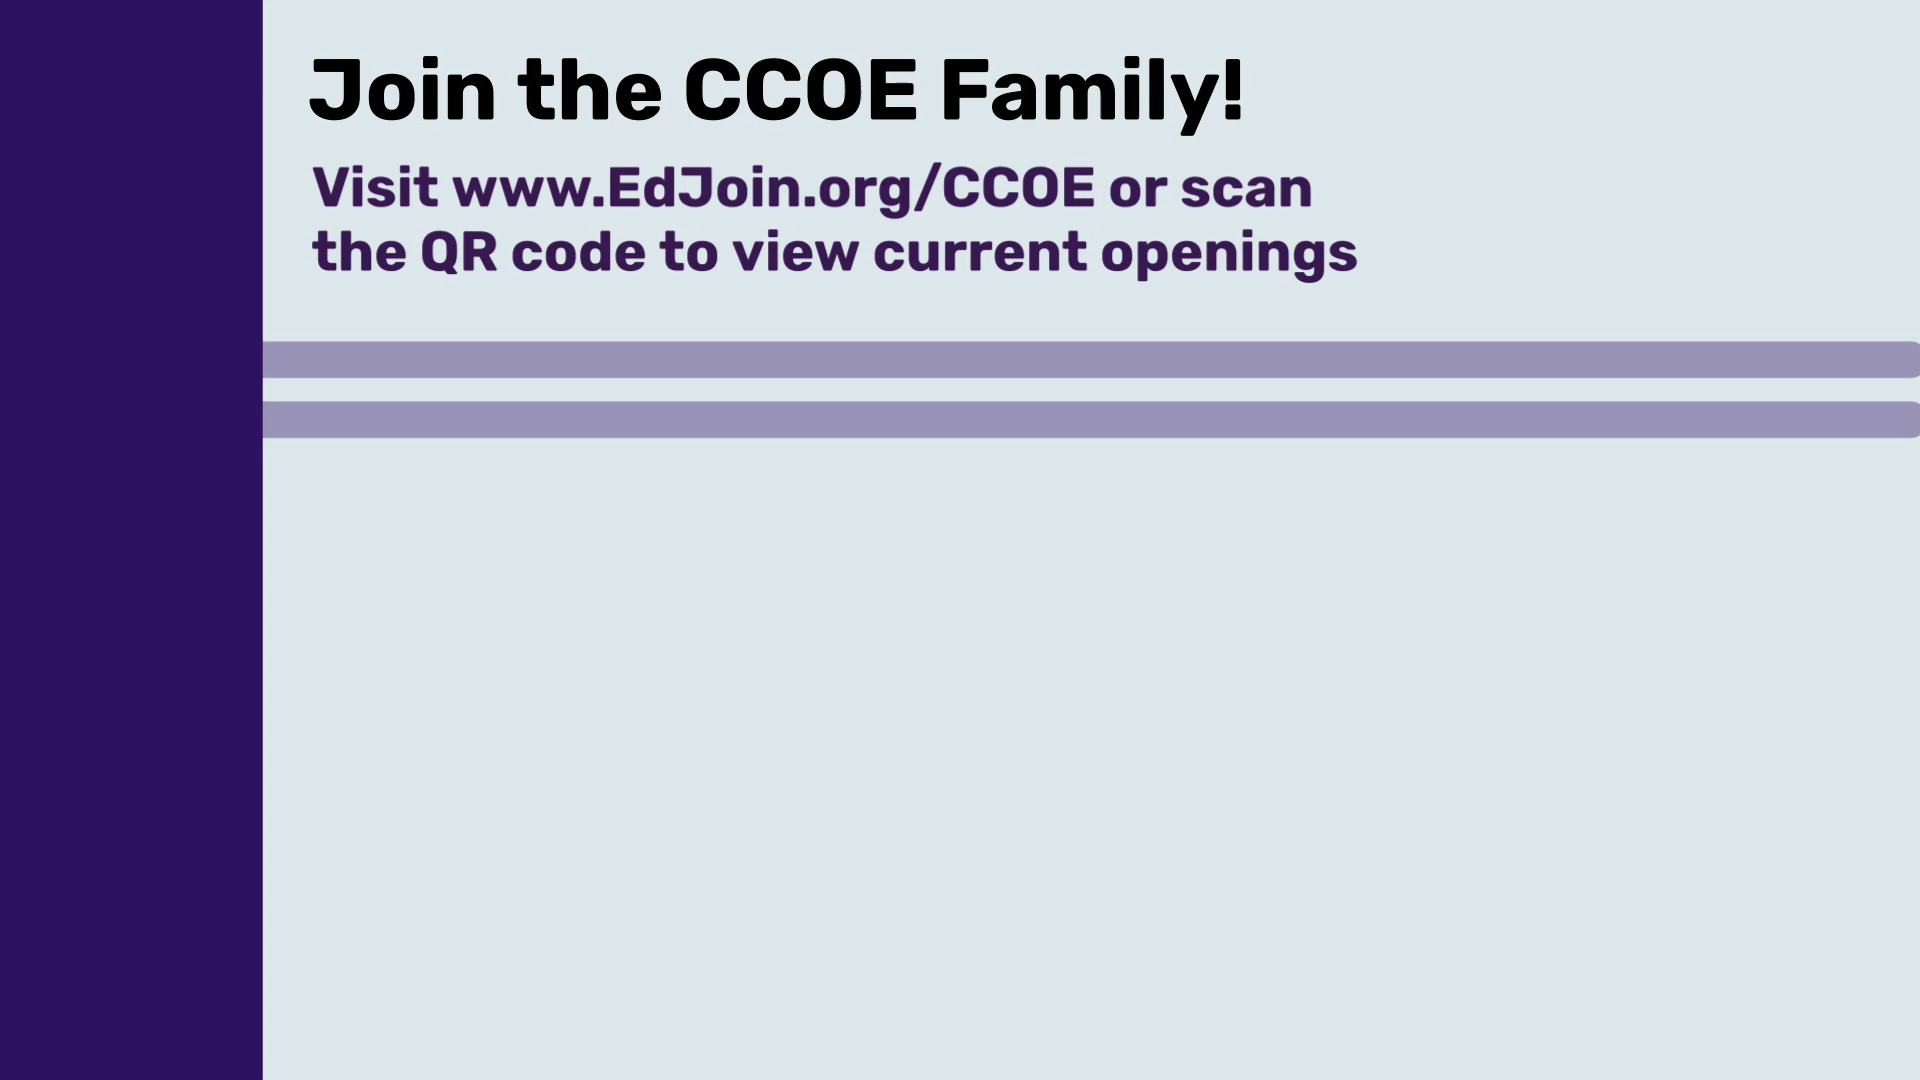 Join the CCOE Family!
Visit www.EdJoin.org/CCOE or scan
the QR code to view current openings